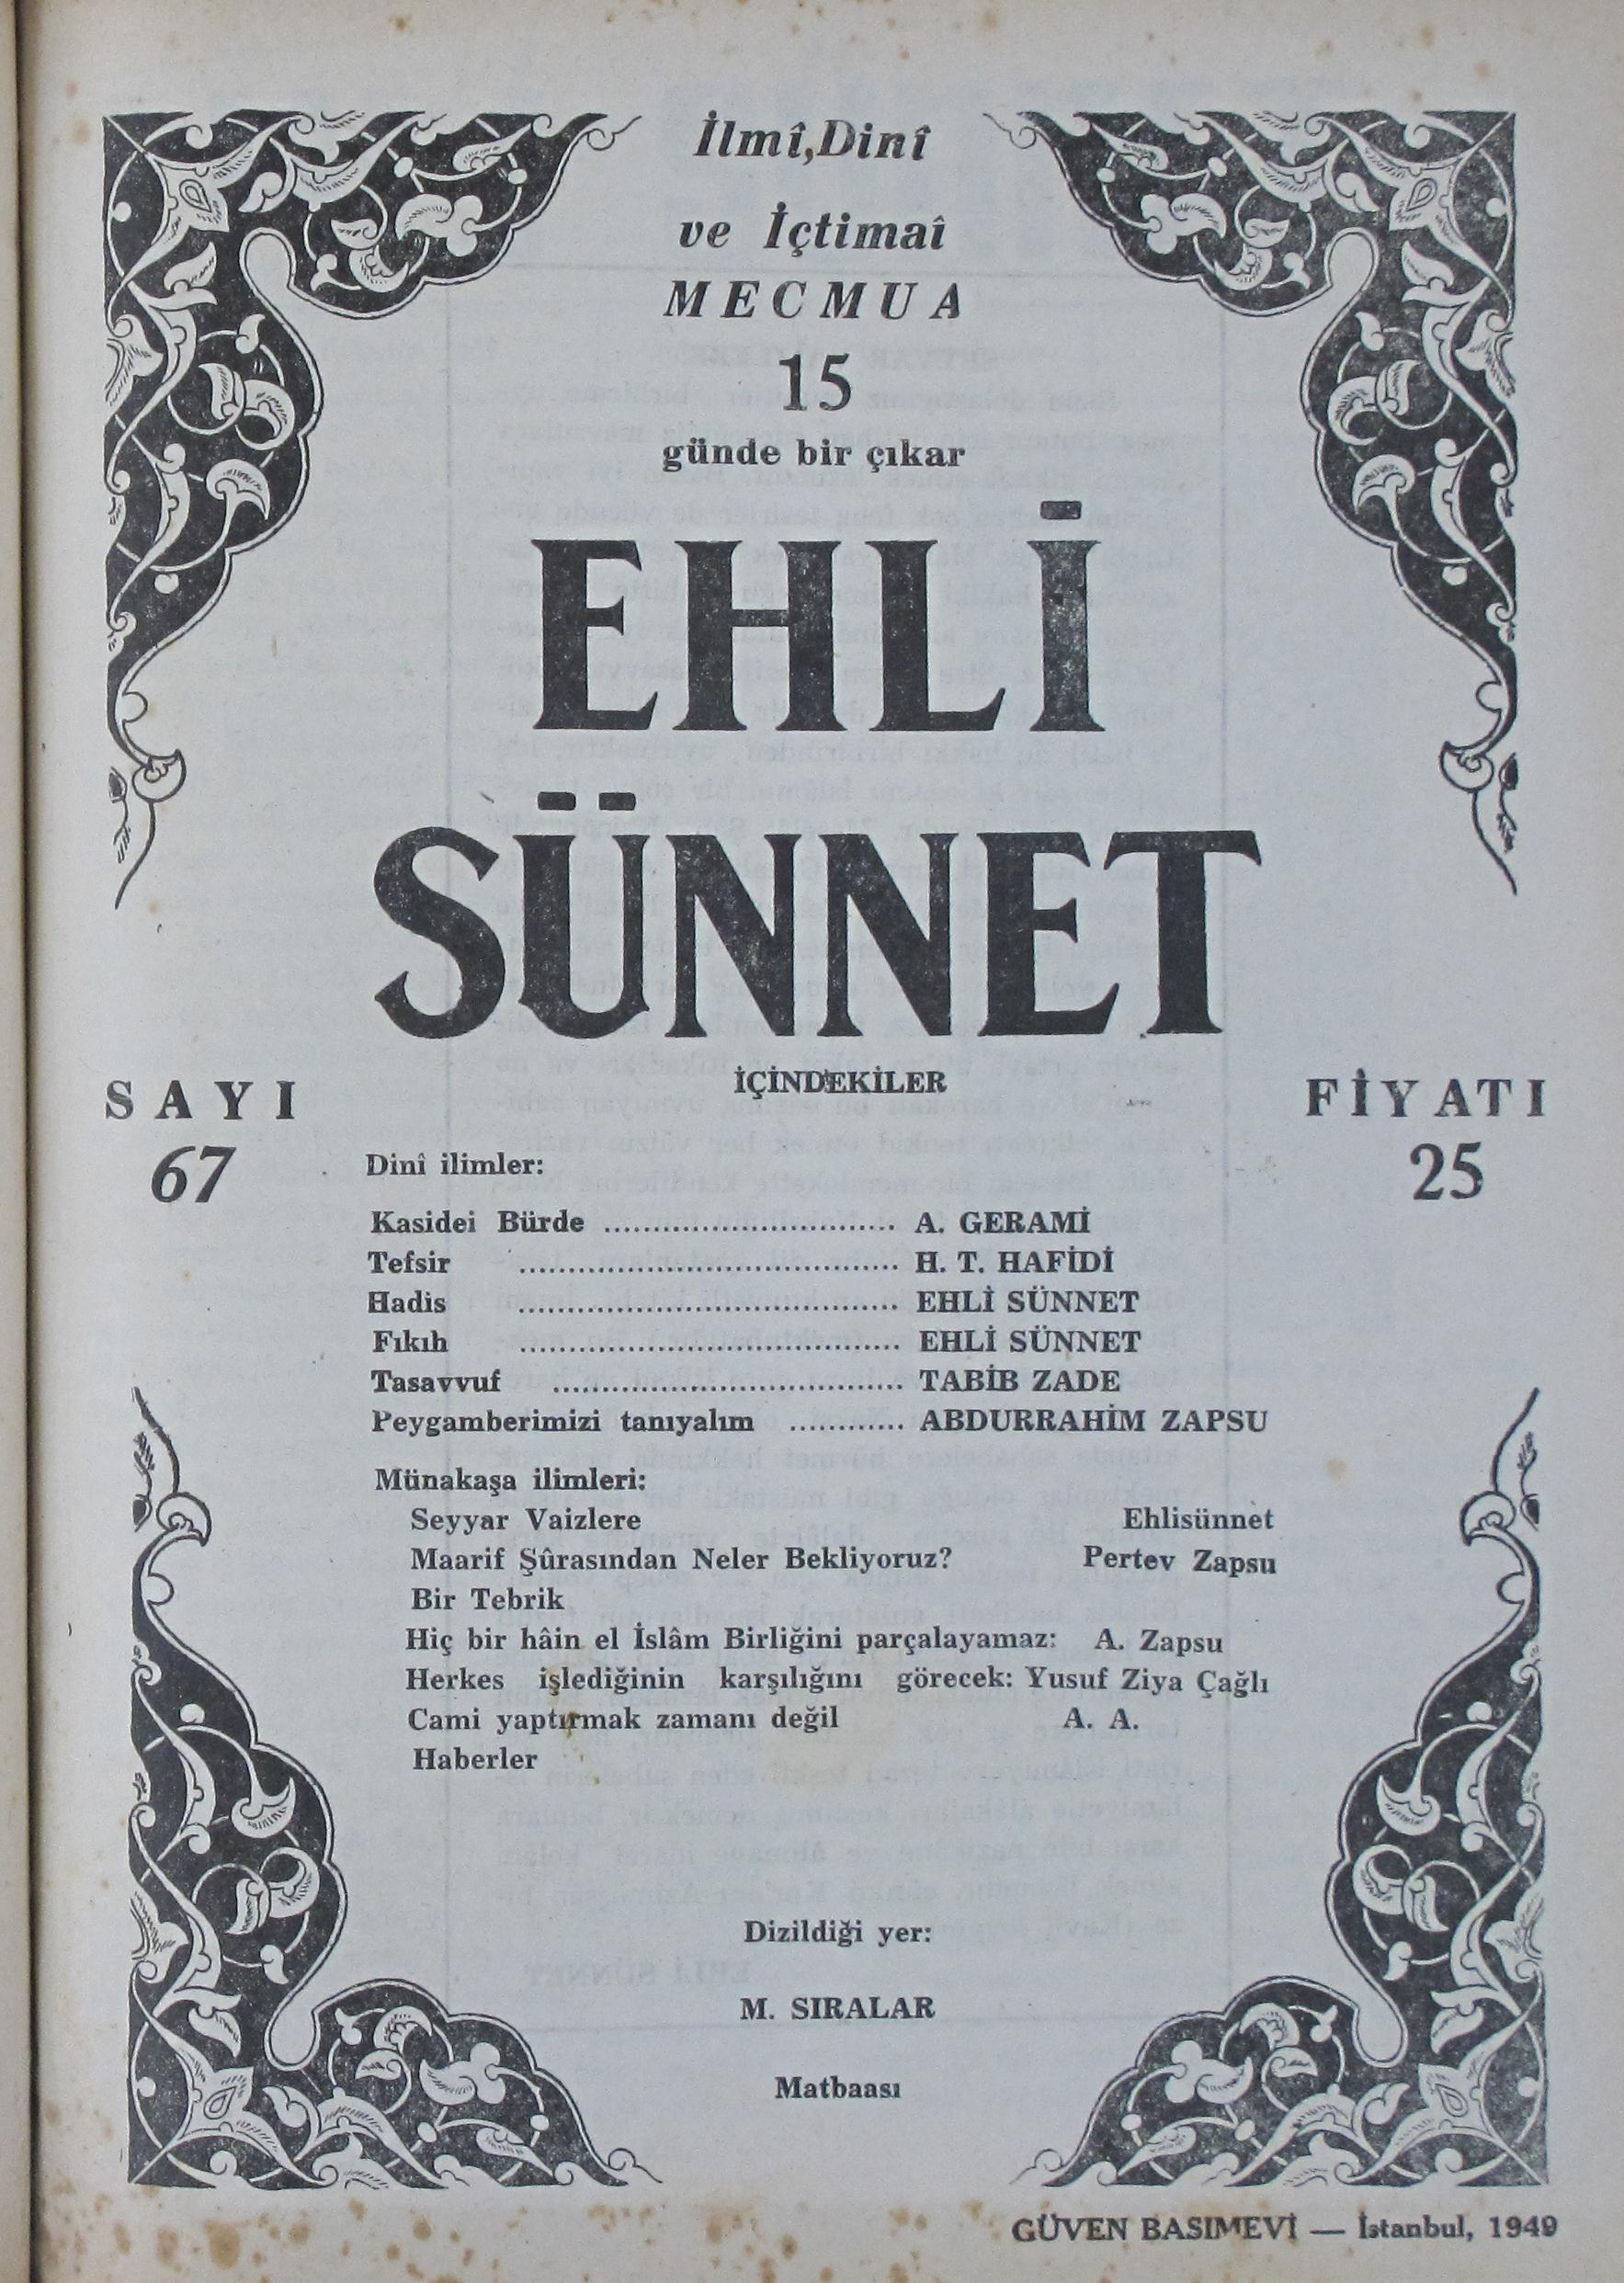 İlmî,Dinî
ve İçtimaî
MECMUA
15
günde bir çıkar
EHLİ
SÜNNET
SAYI
67
İÇİNDEKİLER
FİYATI
25
Dinî ilimler:
Kasidei Bürde .............................. A. GERAMİ
Tefsir ...................................... H. T. HAFİDİ
Hadis ...................................... EHLİ SÜNNET
Fıkıh ...................................... EHLİ SÜNNET
Tasavvuf ................................... TABİB ZADE
Peygamberimizi tanıyalım ............ ABDURRAHİM ZAPSU
Münakaşa ilimleri:
Seyyar Vaizlere Ehlisünnet
Maarif Şûrasından Neler Bekliyoruz? Pertev Zapsu
Bir Tebrik
Hiç bir hâin el İslâm Birliğini parçalayamaz: A. Zapsu
Herkes işlediğinin karşılığını görecek: Yusuf Ziya Çağlı
Cami yaptırmak zamanı değil A. A.
Haberler
Dizildiği yer:
M. SIRALAR
Matbaası
GÜVEN BASIMEVİ — İstanbul, 1949